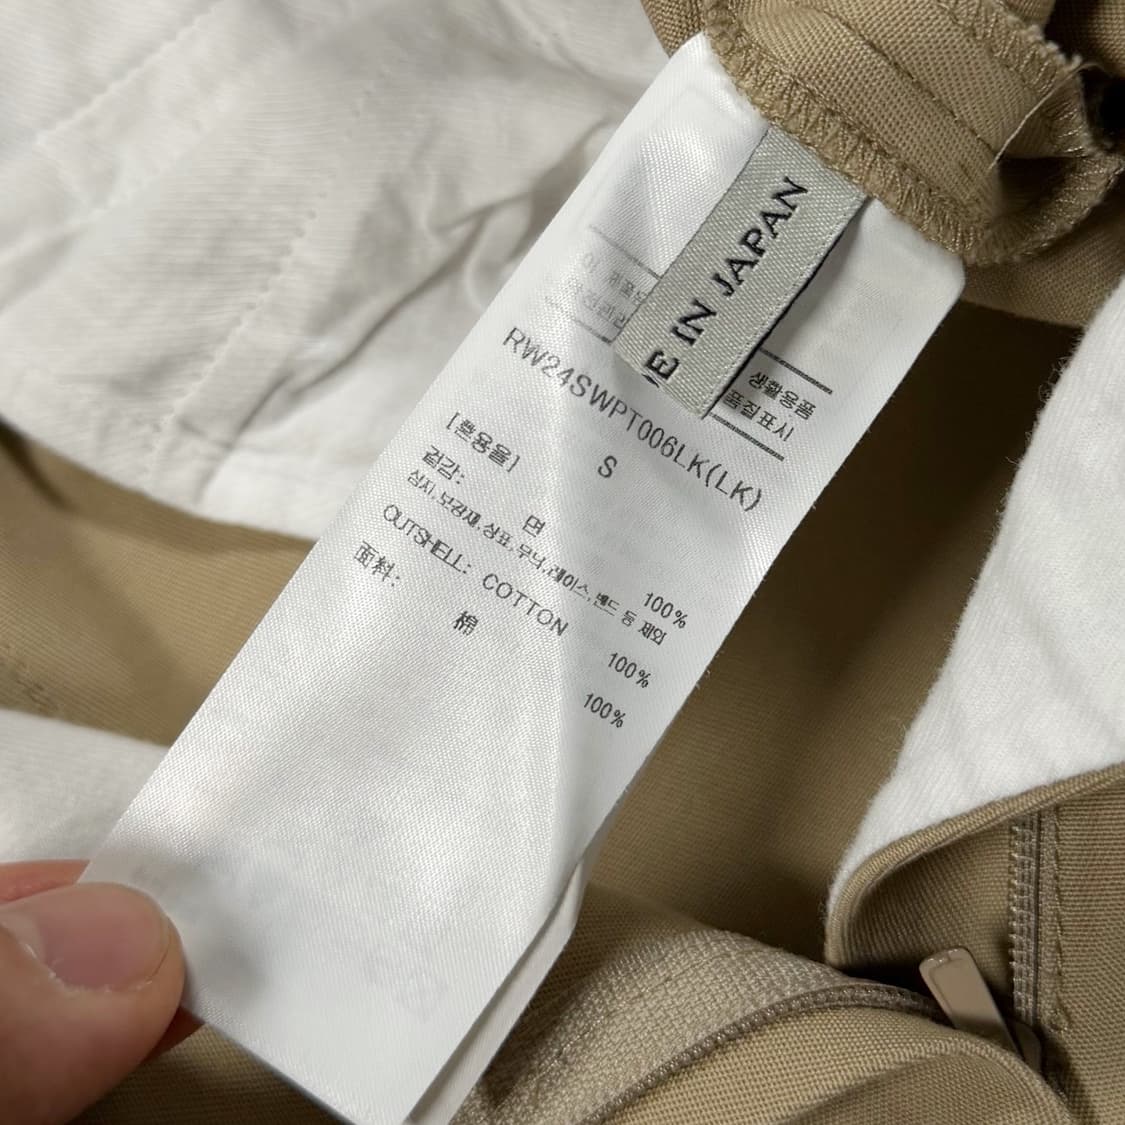 E IN JAPAN
생활용품
품질표시
RW24SWPT006LK(LK)
S
[혼용율]
겉감: 면 100%
심지,보강재,상표,무늬,레이스,밴드 등 제외
OUTSHELL: COTTON 100%
面料: 棉 100%